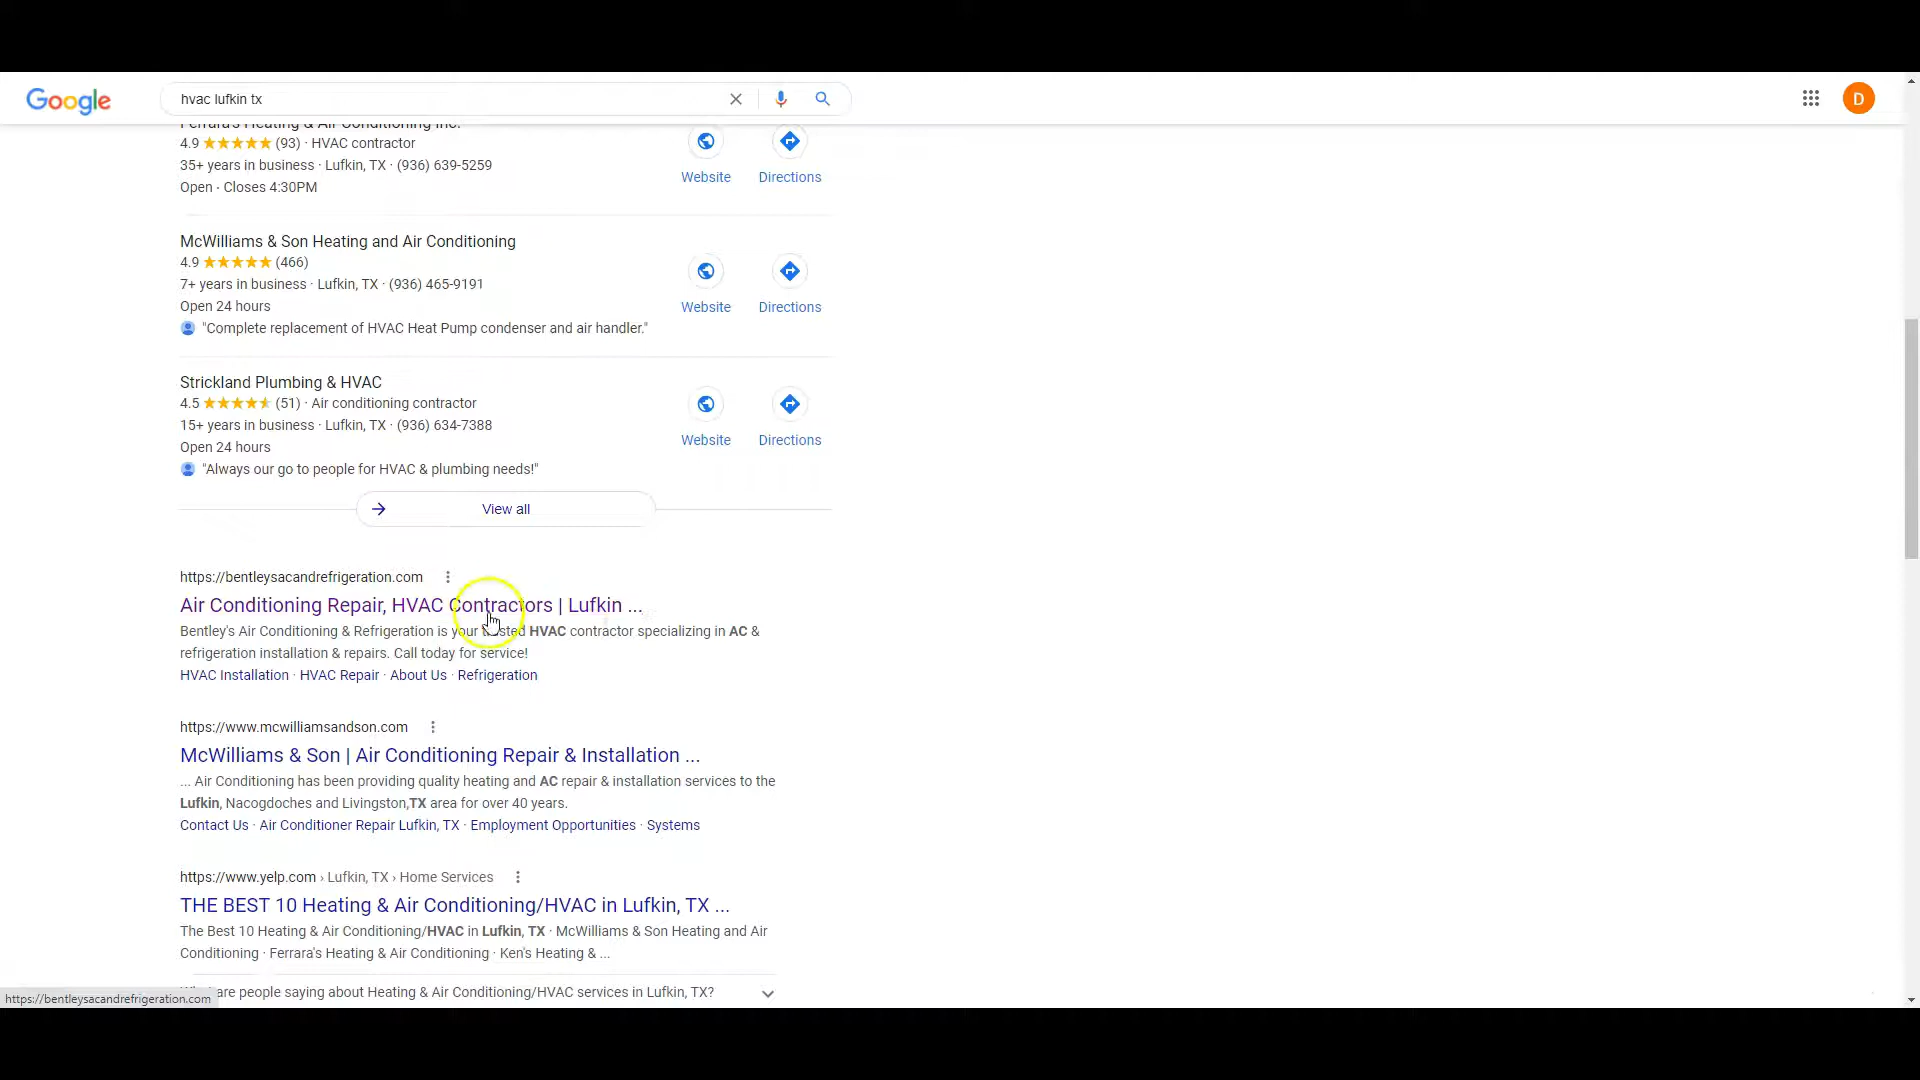 Google
hvac lufkin tx
D
Ferrara's Heating & Air Conditioning Inc.
4.9 (93) · HVAC contractor
35+ years in business · Lufkin, TX · (936) 639-5259
Open · Closes 4:30PM
Website
Directions
McWilliams & Son Heating and Air Conditioning
4.9 (466)
7+ years in business · Lufkin, TX · (936) 465-9191
Open 24 hours
"Complete replacement of HVAC Heat Pump condenser and air handler."
Website
Directions
Strickland Plumbing & HVAC
4.5 (51) · Air conditioning contractor
15+ years in business · Lufkin, TX · (936) 634-7388
Open 24 hours
"Always our go to people for HVAC & plumbing needs!"
Website
Directions
View all
https://bentleysacandrefrigeration.com
Air Conditioning Repair, HVAC Contractors | Lufkin ...
Bentley's Air Conditioning & Refrigeration is your trusted HVAC contractor specializing in AC &
refrigeration installation & repairs. Call today for service!
HVAC Installation · HVAC Repair · About Us · Refrigeration
https://www.mcwilliamsandson.com
McWilliams & Son | Air Conditioning Repair & Installation ...
... Air Conditioning has been providing quality heating and AC repair & installation services to the
Lufkin, Nacogdoches and Livingston,TX area for over 40 years.
Contact Us · Air Conditioner Repair Lufkin, TX · Employment Opportunities · Systems
https://www.yelp.com › Lufkin, TX › Home Services
THE BEST 10 Heating & Air Conditioning/HVAC in Lufkin, TX ...
The Best 10 Heating & Air Conditioning/HVAC in Lufkin, TX · McWilliams & Son Heating and Air
Conditioning · Ferrara's Heating & Air Conditioning · Ken's Heating & ...
are people saying about Heating & Air Conditioning/HVAC services in Lufkin, TX?
https://bentleysacandrefrigeration.com